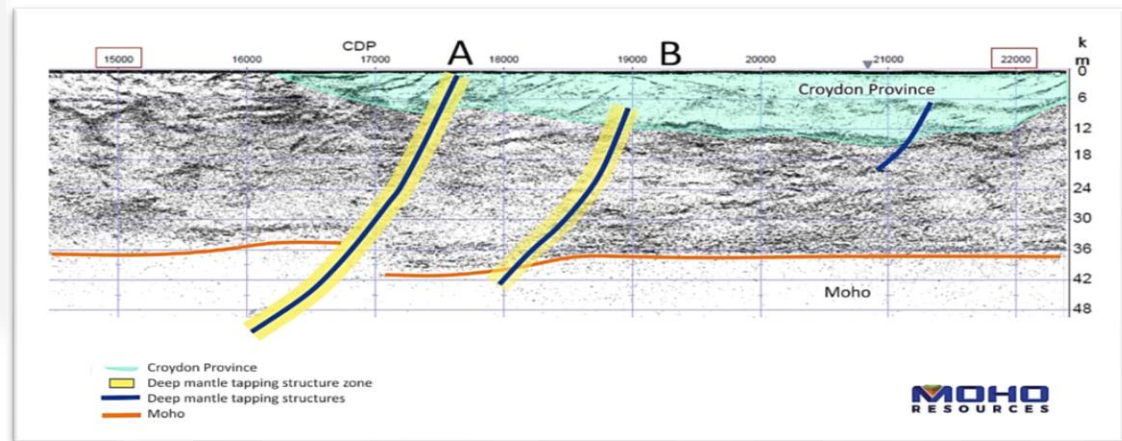 CDP A B k
15000 16000 17000 18000 19000 20000 21000 22000 m
0
Croydon Province
6
12
18
24
30
36
42
Moho
48
Croydon Province
Deep mantle tapping structure zone
Deep mantle tapping structures
Moho
MOHO
RESOURCES